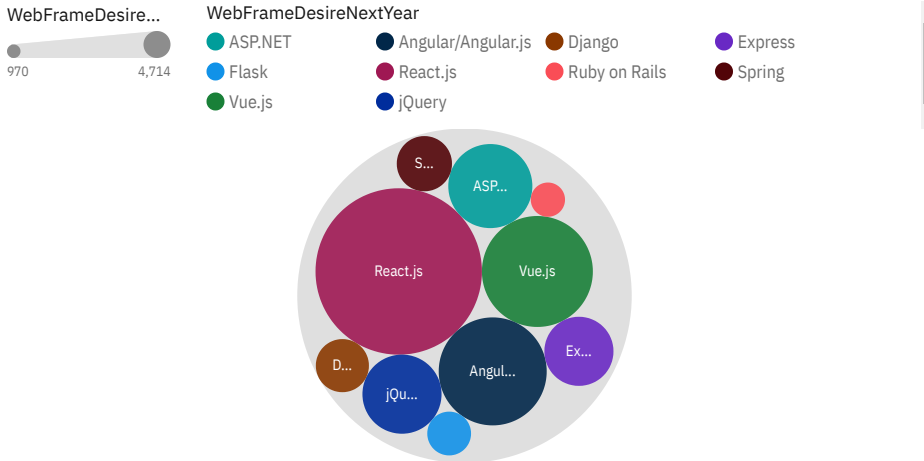 WebFrameDesire...
970 4,714
WebFrameDesireNextYear
ASP.NET Angular/Angular.js Django Express
Flask React.js Ruby on Rails Spring
Vue.js jQuery
S...
ASP...
React.js
Vue.js
Ex...
D...
Angul...
jQu...